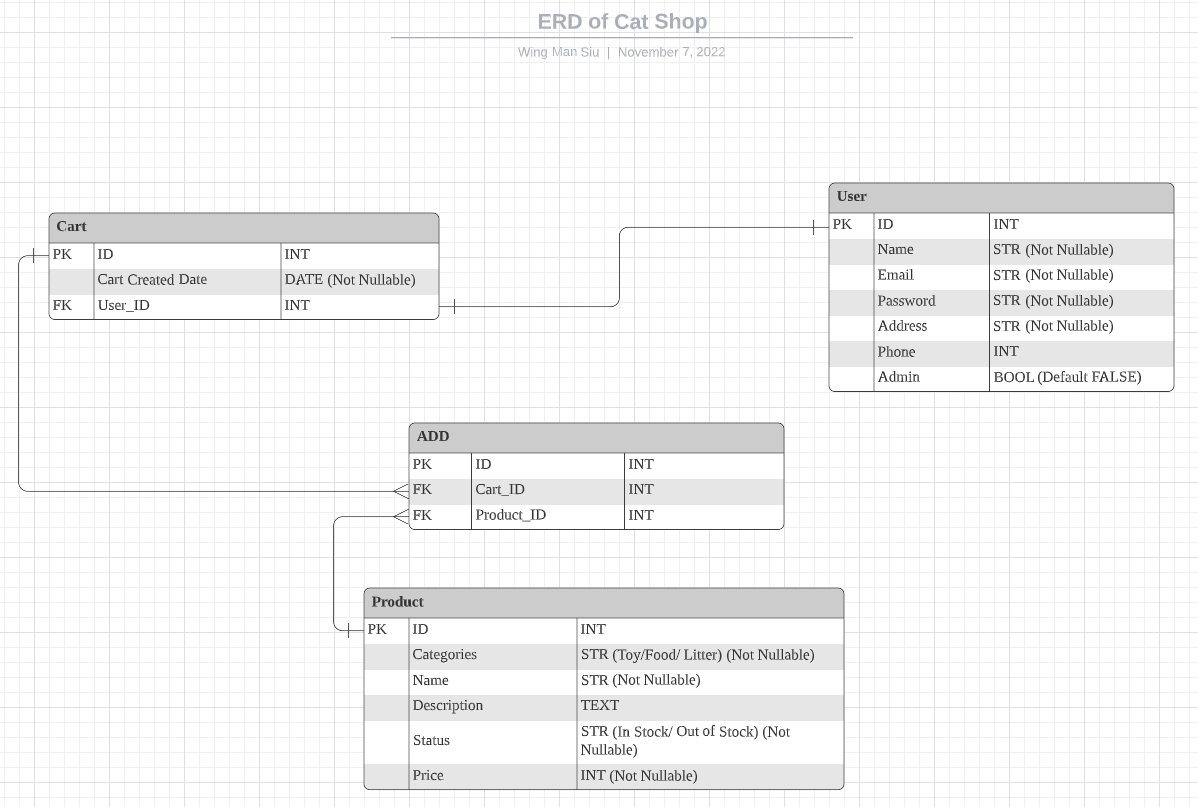 ERD of Cat Shop
Wing Man Siu | November 7, 2022
User
PK ID INT
Name STR (Not Nullable)
Email STR (Not Nullable)
Password STR (Not Nullable)
Address STR (Not Nullable)
Phone INT
Admin BOOL (Default FALSE)
Cart
PK ID INT
Cart Created Date DATE (Not Nullable)
FK User_ID INT
ADD
PK ID INT
FK Cart_ID INT
FK Product_ID INT
Product
PK ID INT
Categories STR (Toy/Food/ Litter) (Not Nullable)
Name STR (Not Nullable)
Description TEXT
Status STR (In Stock/ Out of Stock) (Not
Nullable)
Price INT (Not Nullable)